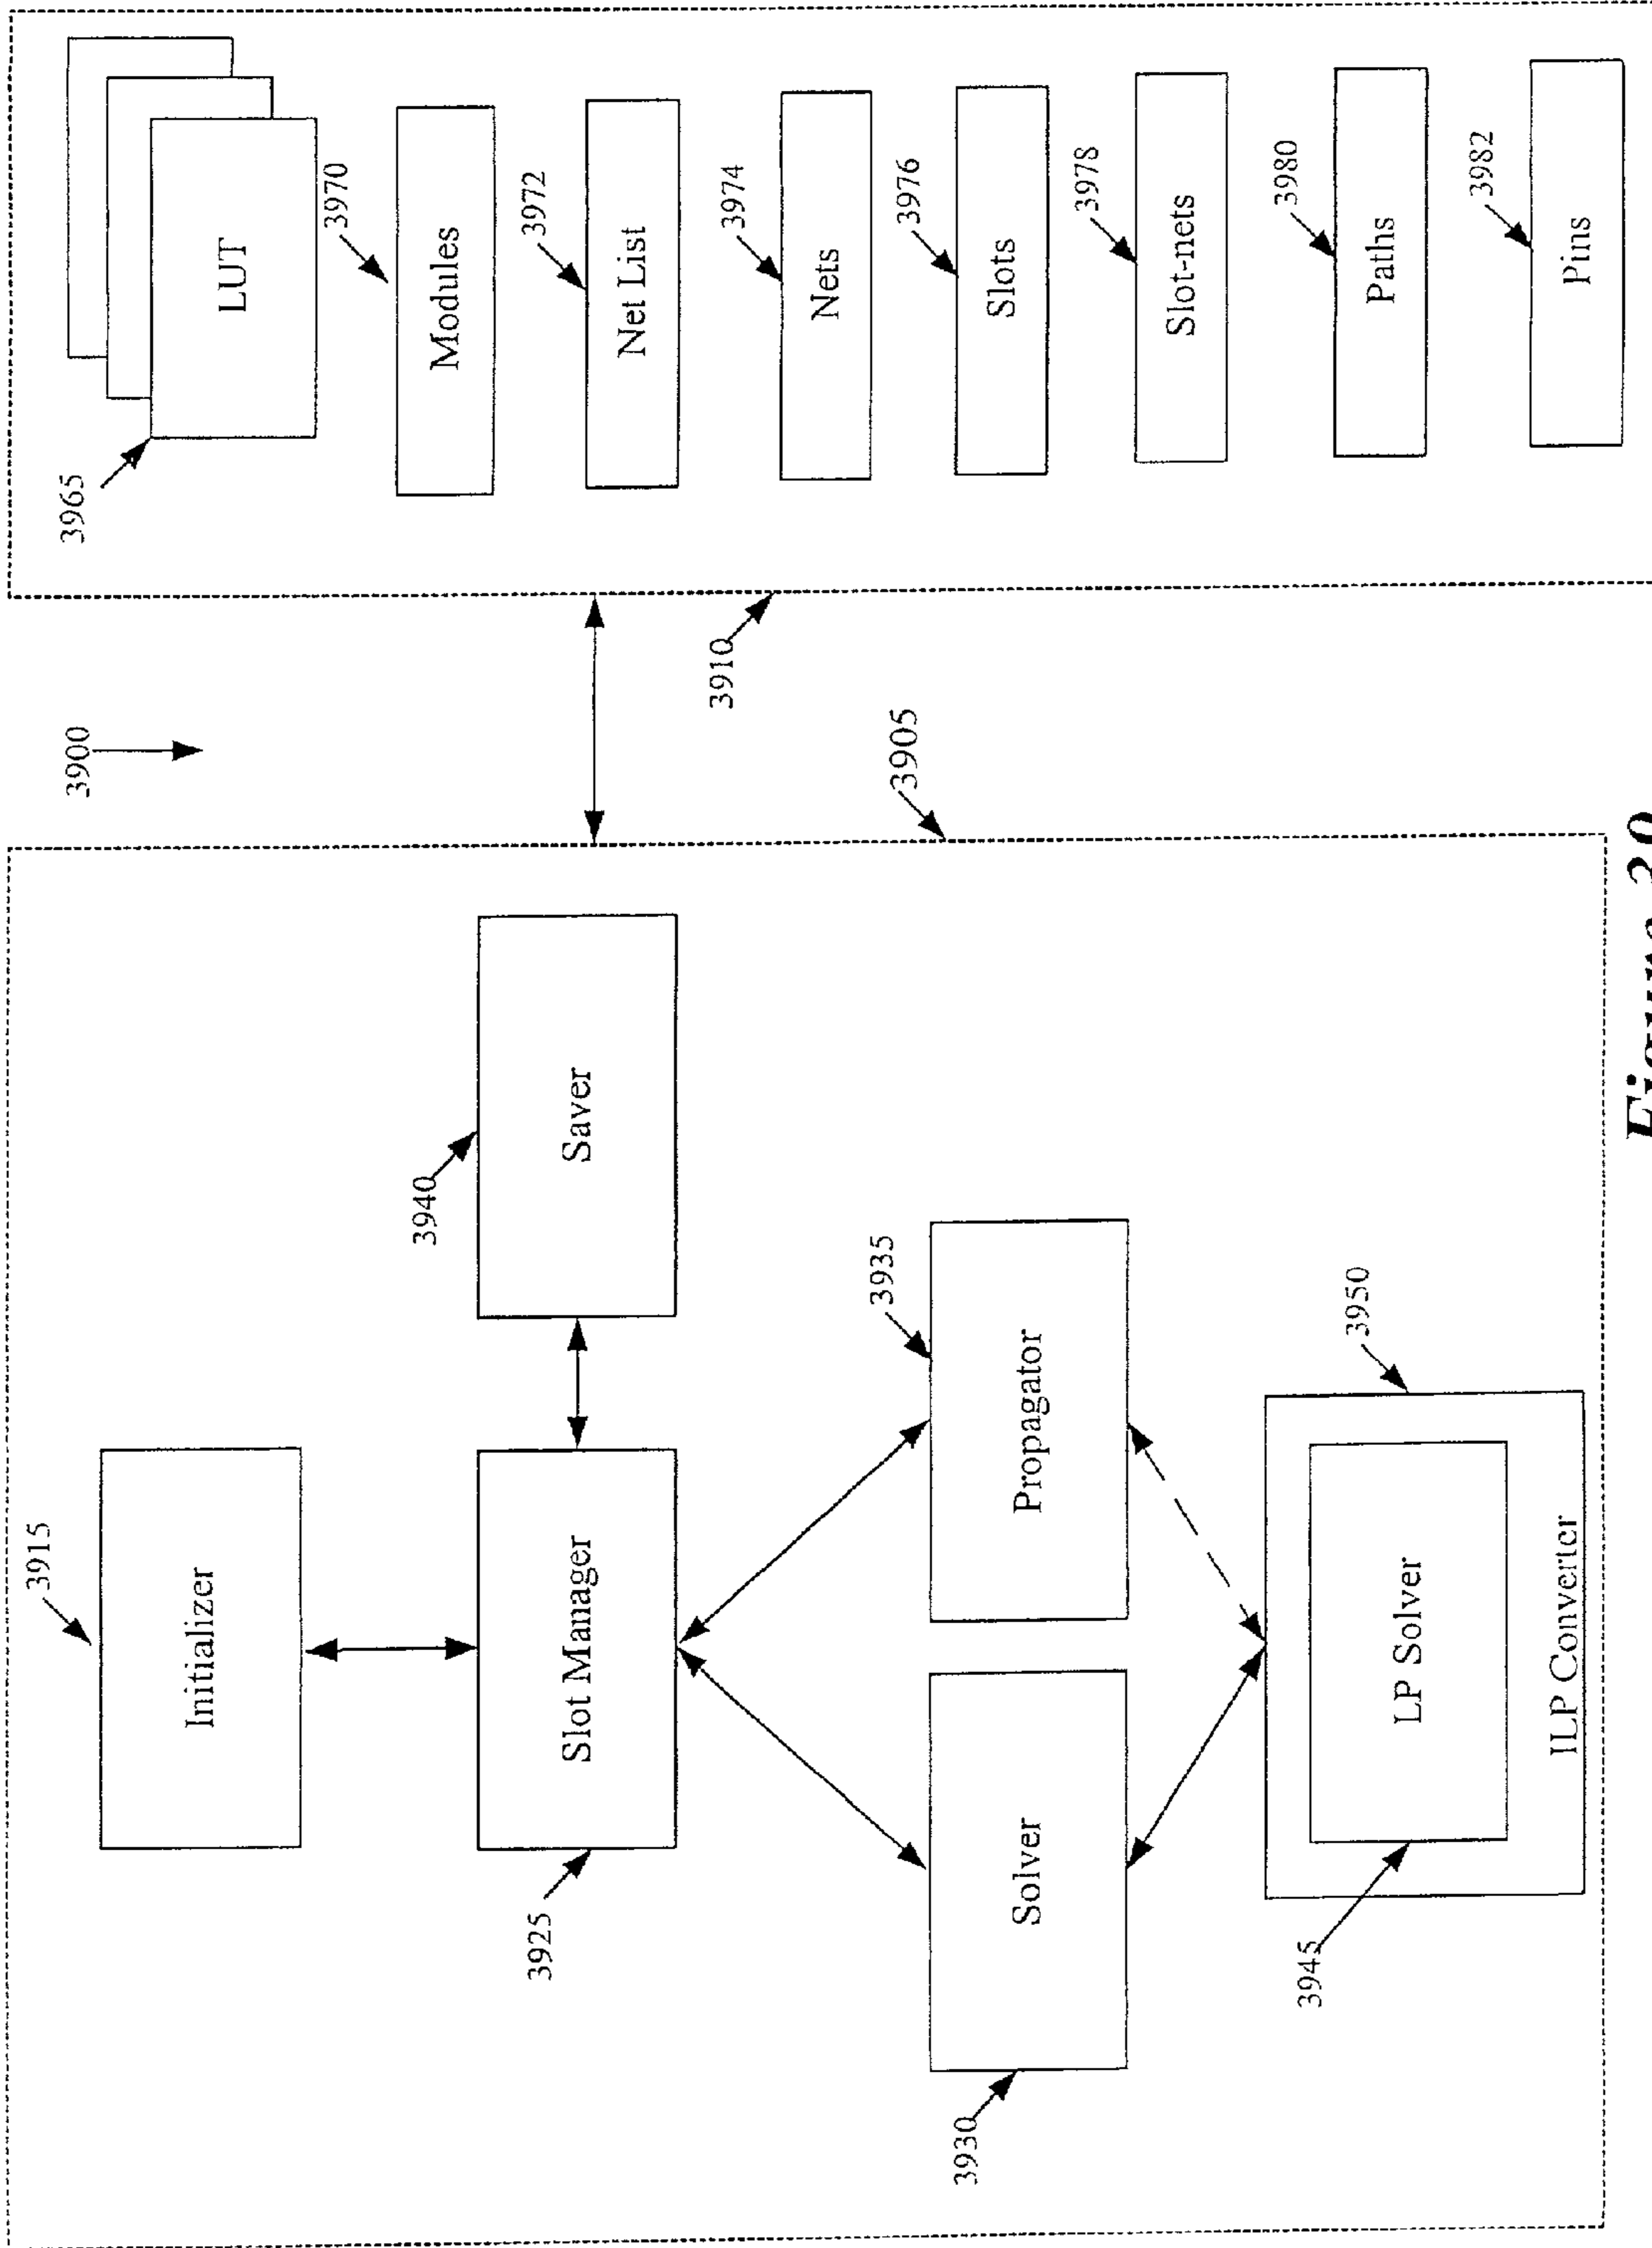 3900
3915
Initializer
3925
Slot Manager
3940
Saver
3930
Solver
3935
Propagator
3945
LP Solver
3950
ILP Converter
3905
3910
3965
LUT
3970
Modules
3972
Net List
3974
Nets
3976
Slots
3978
Slot-nets
3980
Paths
3982
Pins
Figure 39